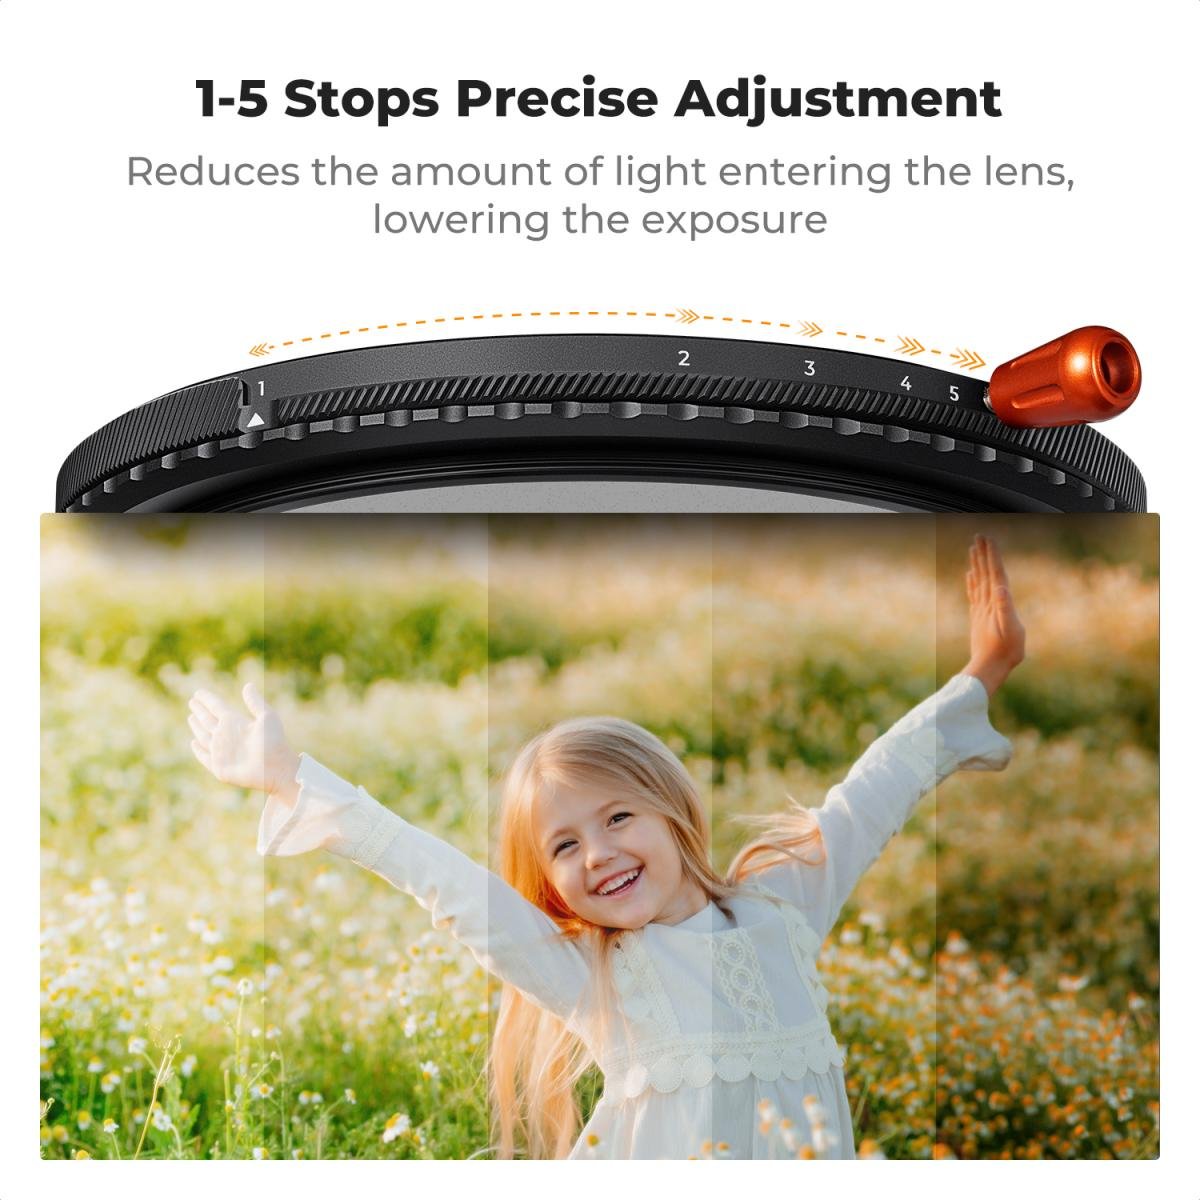 1-5 Stops Precise Adjustment
Reduces the amount of light entering the lens,
lowering the exposure
1 2 3 4 5